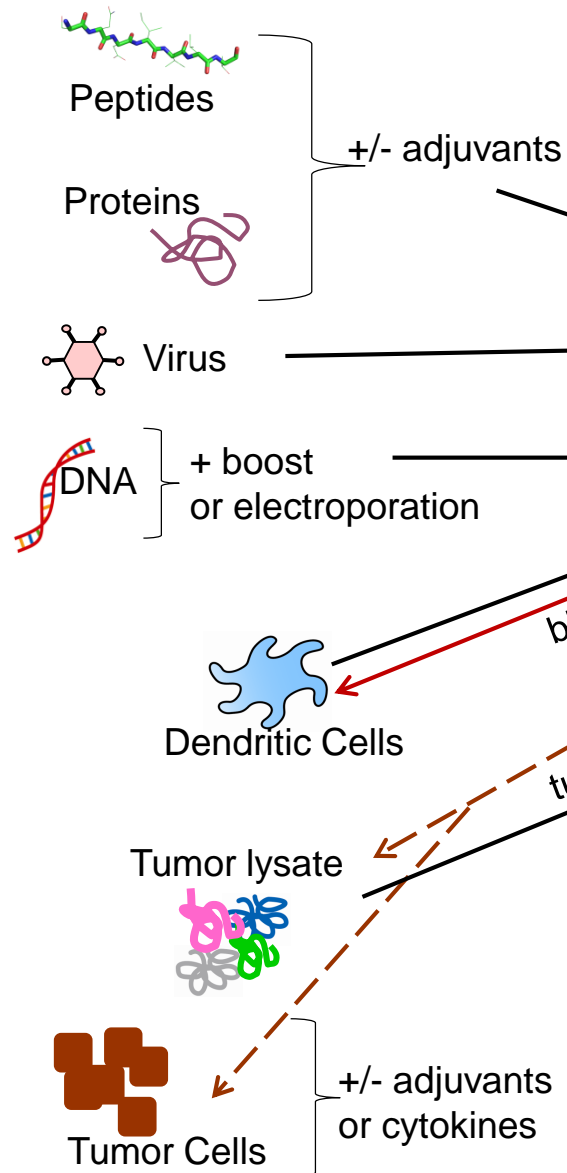 Peptides
+/- adjuvants
Proteins
Virus
DNA
+ boost
or electroporation
Dendritic Cells
Tumor lysate
+/- adjuvants
or cytokines
Tumor Cells